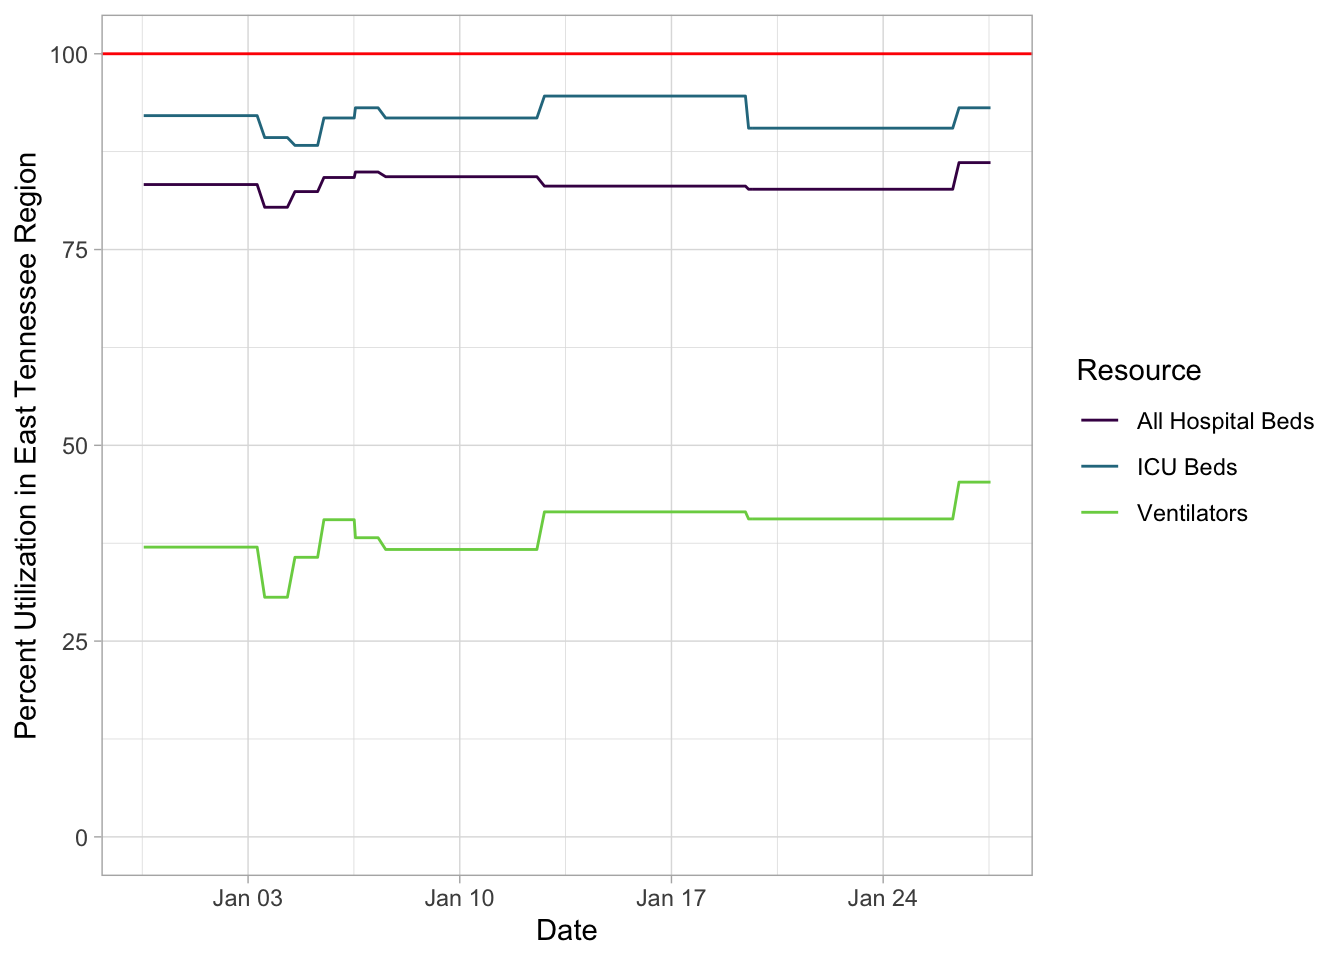 100
75
50
25
0
Percent Utilization in East Tennessee Region
Jan 03
Jan 10
Jan 17
Jan 24
Date
Resource
All Hospital Beds
ICU Beds
Ventilators